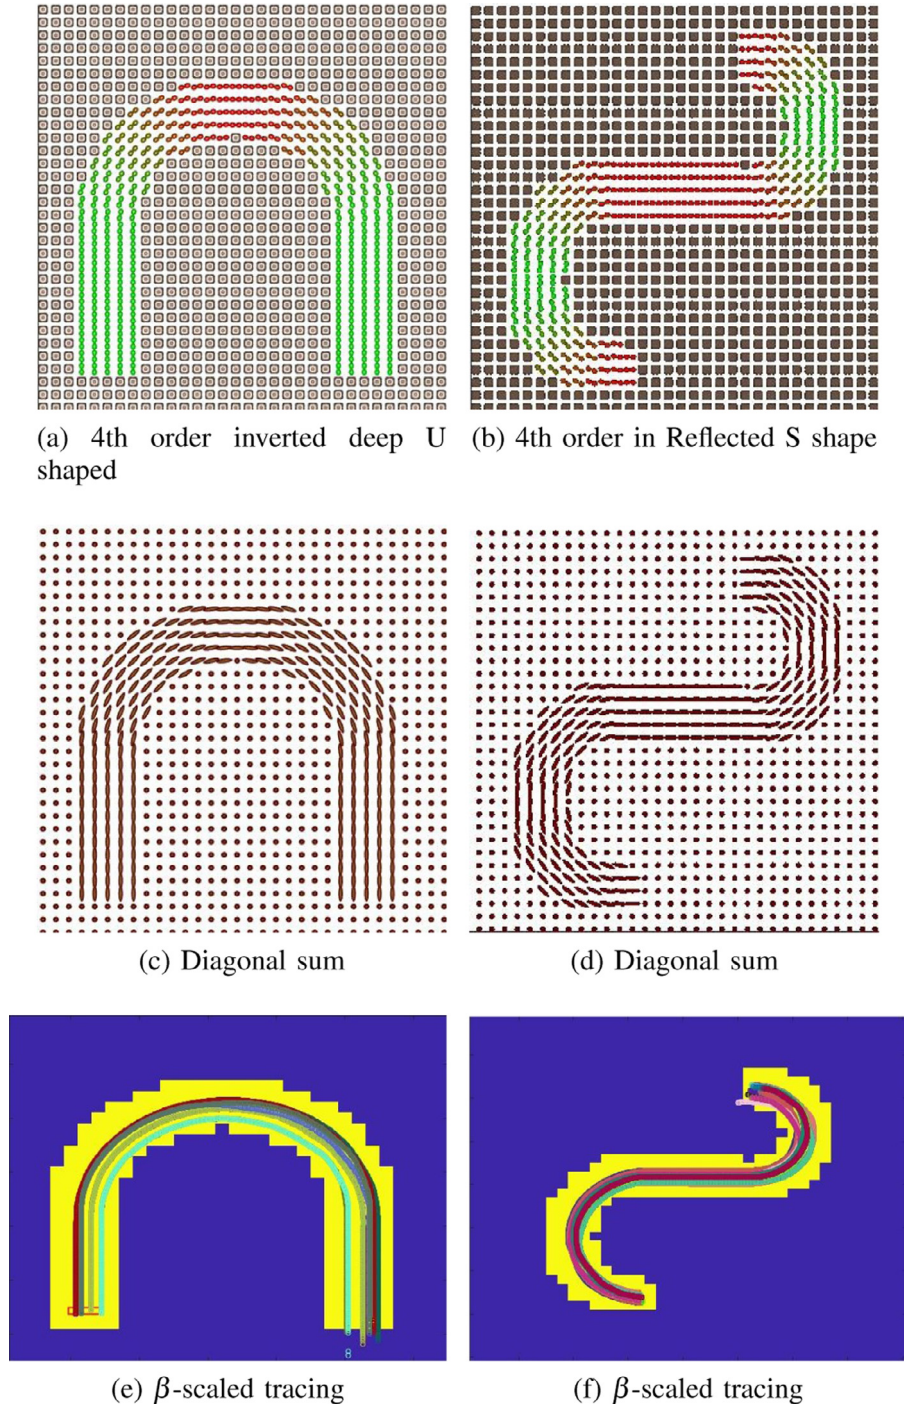 (a) 4th order inverted deep U
shaped
(b) 4th order in Reflected S shape
(c) Diagonal sum
(d) Diagonal sum
(e) β-scaled tracing
(f) β-scaled tracing